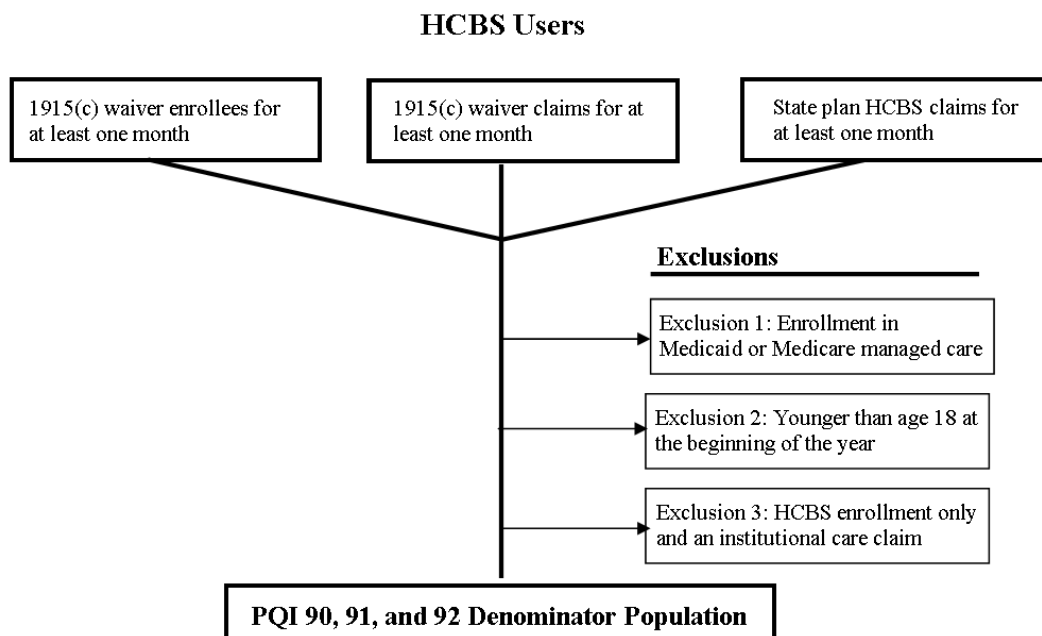 HCBS Users
1915(c) waiver enrollees for
at least one month
1915(c) waiver claims for at
least one month
State plan HCBS claims for
at least one month
Exclusions
Exclusion 1: Enrollment in
Medicaid or Medicare managed care
Exclusion 2: Younger than age 18 at
the beginning of the year
Exclusion 3: HCBS enrollment only
and an institutional care claim
PQI 90, 91, and 92 Denominator Population